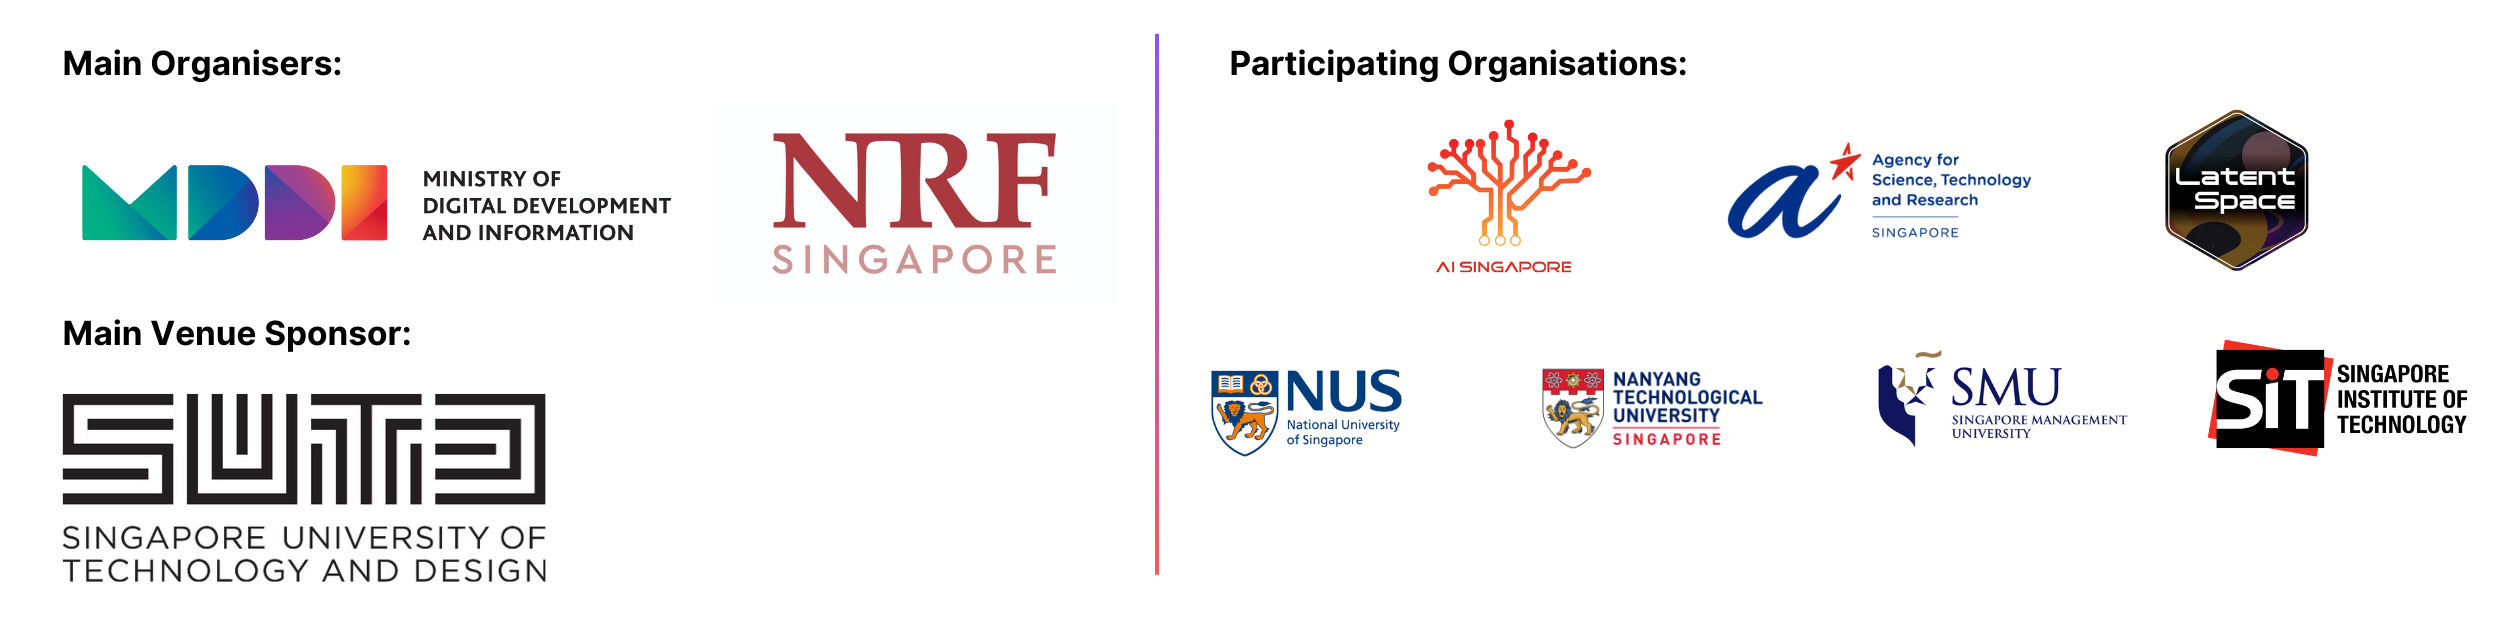 Main Organisers:
MDDI
MINISTRY OF
DIGITAL DEVELOPMENT
AND INFORMATION
NRF
SINGAPORE
Main Venue Sponsor:
SUTD
SINGAPORE UNIVERSITY OF
TECHNOLOGY AND DESIGN
Participating Organisations:
AI SINGAPORE
a
Agency for
Science, Technology
and Research
SINGAPORE
Latent
Space
NUS
National University
of Singapore
NANYANG
TECHNOLOGICAL
UNIVERSITY
SINGAPORE
SMU
SINGAPORE MANAGEMENT
UNIVERSITY
SiT
SINGAPORE
INSTITUTE OF
TECHNOLOGY